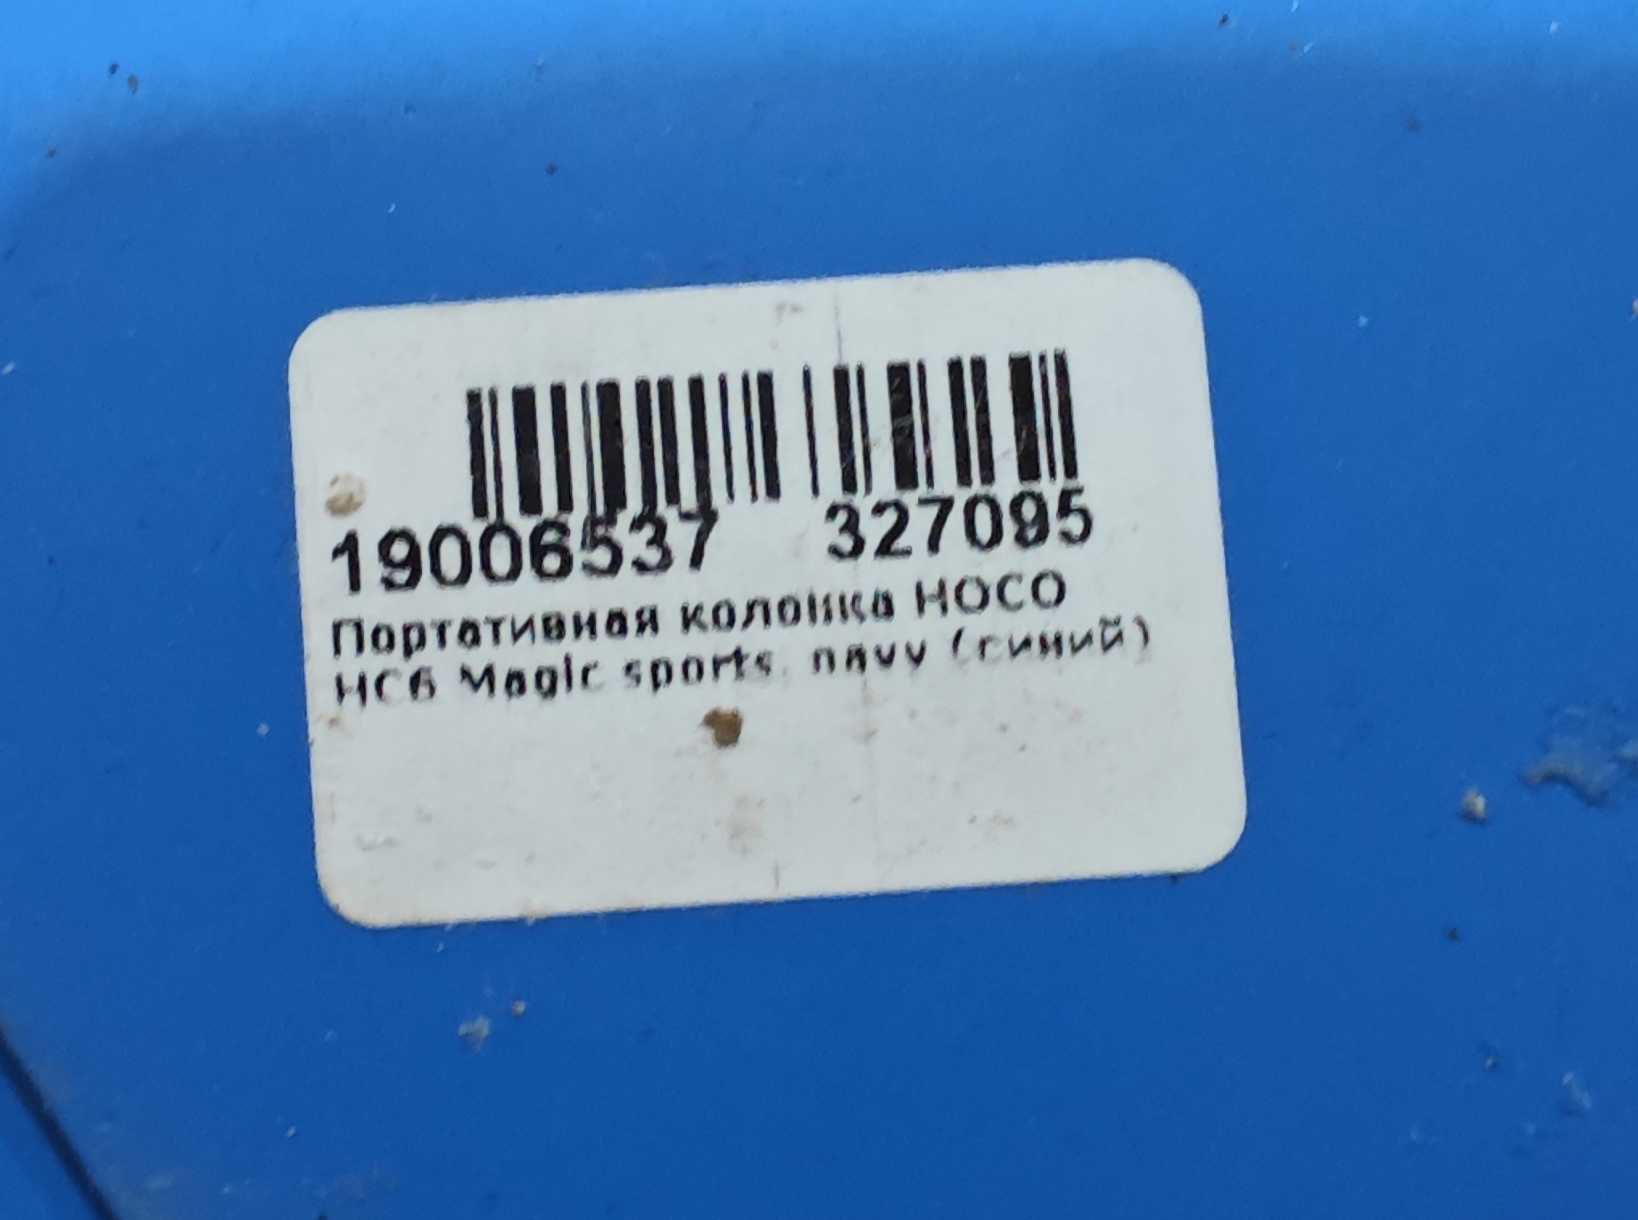 19006537 327095
Портативная колонка HOCO
HC6 Magic sports, navy (синий)